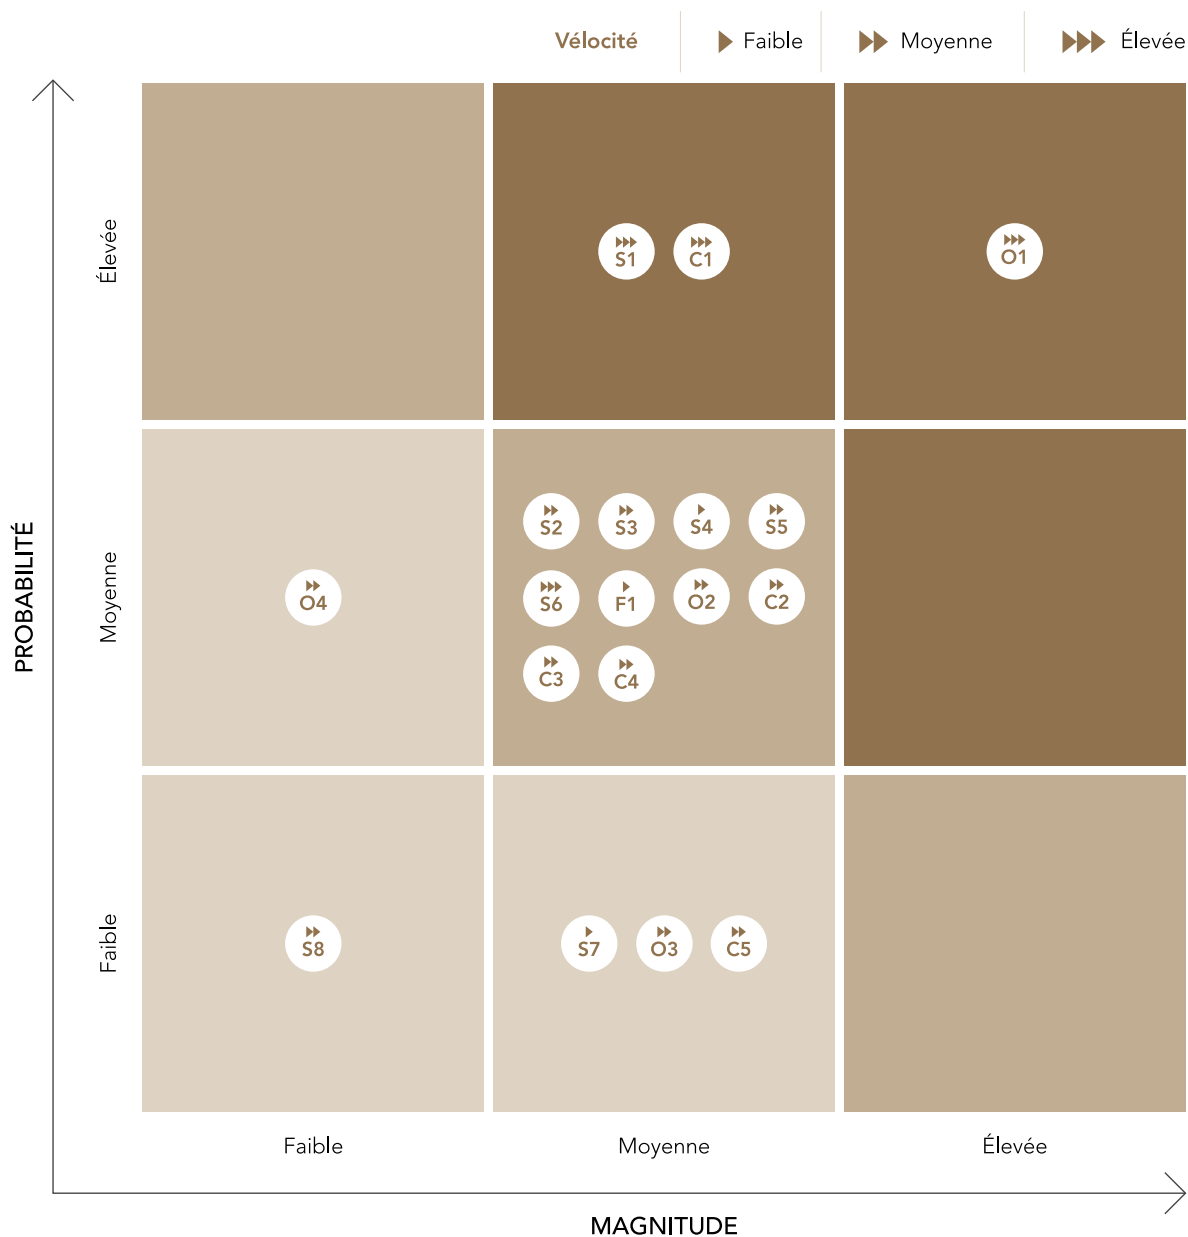 Vélocité Faible Moyenne Élevée
Élevée
S1 C1 O1
PROBABILITÉ
Moyenne
S2 S3 S4 S5
O4 S6 F1 O2 C2
C3 C4
Faible
S8 S7 O3 C5
Faible Moyenne Élevée
MAGNITUDE